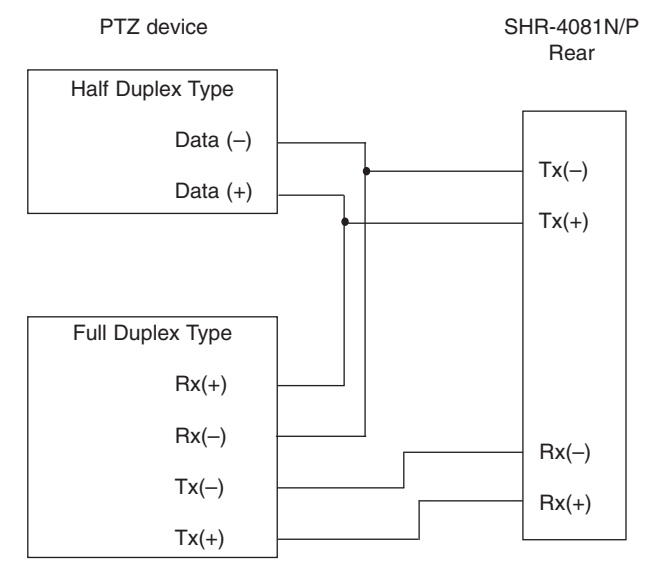 PTZ device
SHR-4081N/P
Rear
Half Duplex Type
Data (–)
Data (+)
Tx(–)
Tx(+)
Full Duplex Type
Rx(+)
Rx(–)
Tx(–)
Tx(+)
Rx(–)
Rx(+)